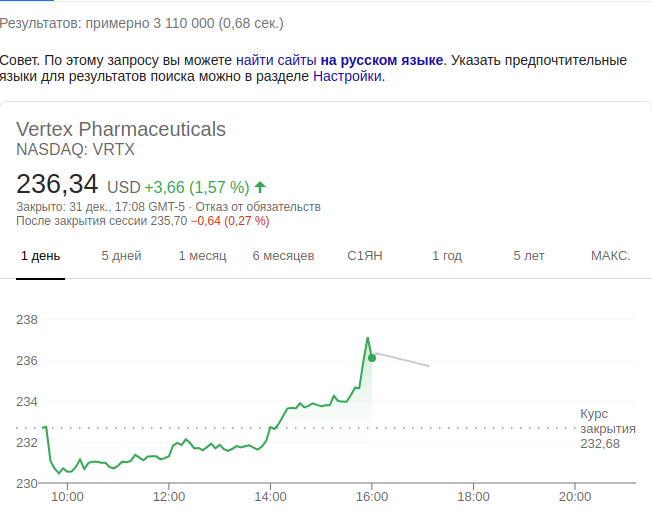 Результатов: примерно 3 110 000 (0,68 сек.)
Совет. По этому запросу вы можете найти сайты на русском языке. Указать предпочтительные
языки для результатов поиска можно в разделе Настройки.
Vertex Pharmaceuticals
NASDAQ: VRTX
236,34 USD +3,66 (1,57 %)
Закрыто: 31 дек., 17:08 GMT-5 · Отказ от обязательств
После закрытия сессии 235,70 −0,64 (0,27 %)
1 день 5 дней 1 месяц 6 месяцев С1ЯН 1 год 5 лет МАКС.
238
236
234
Курс
закрытия
232,68
232
230
10:00 12:00 14:00 16:00 18:00 20:00